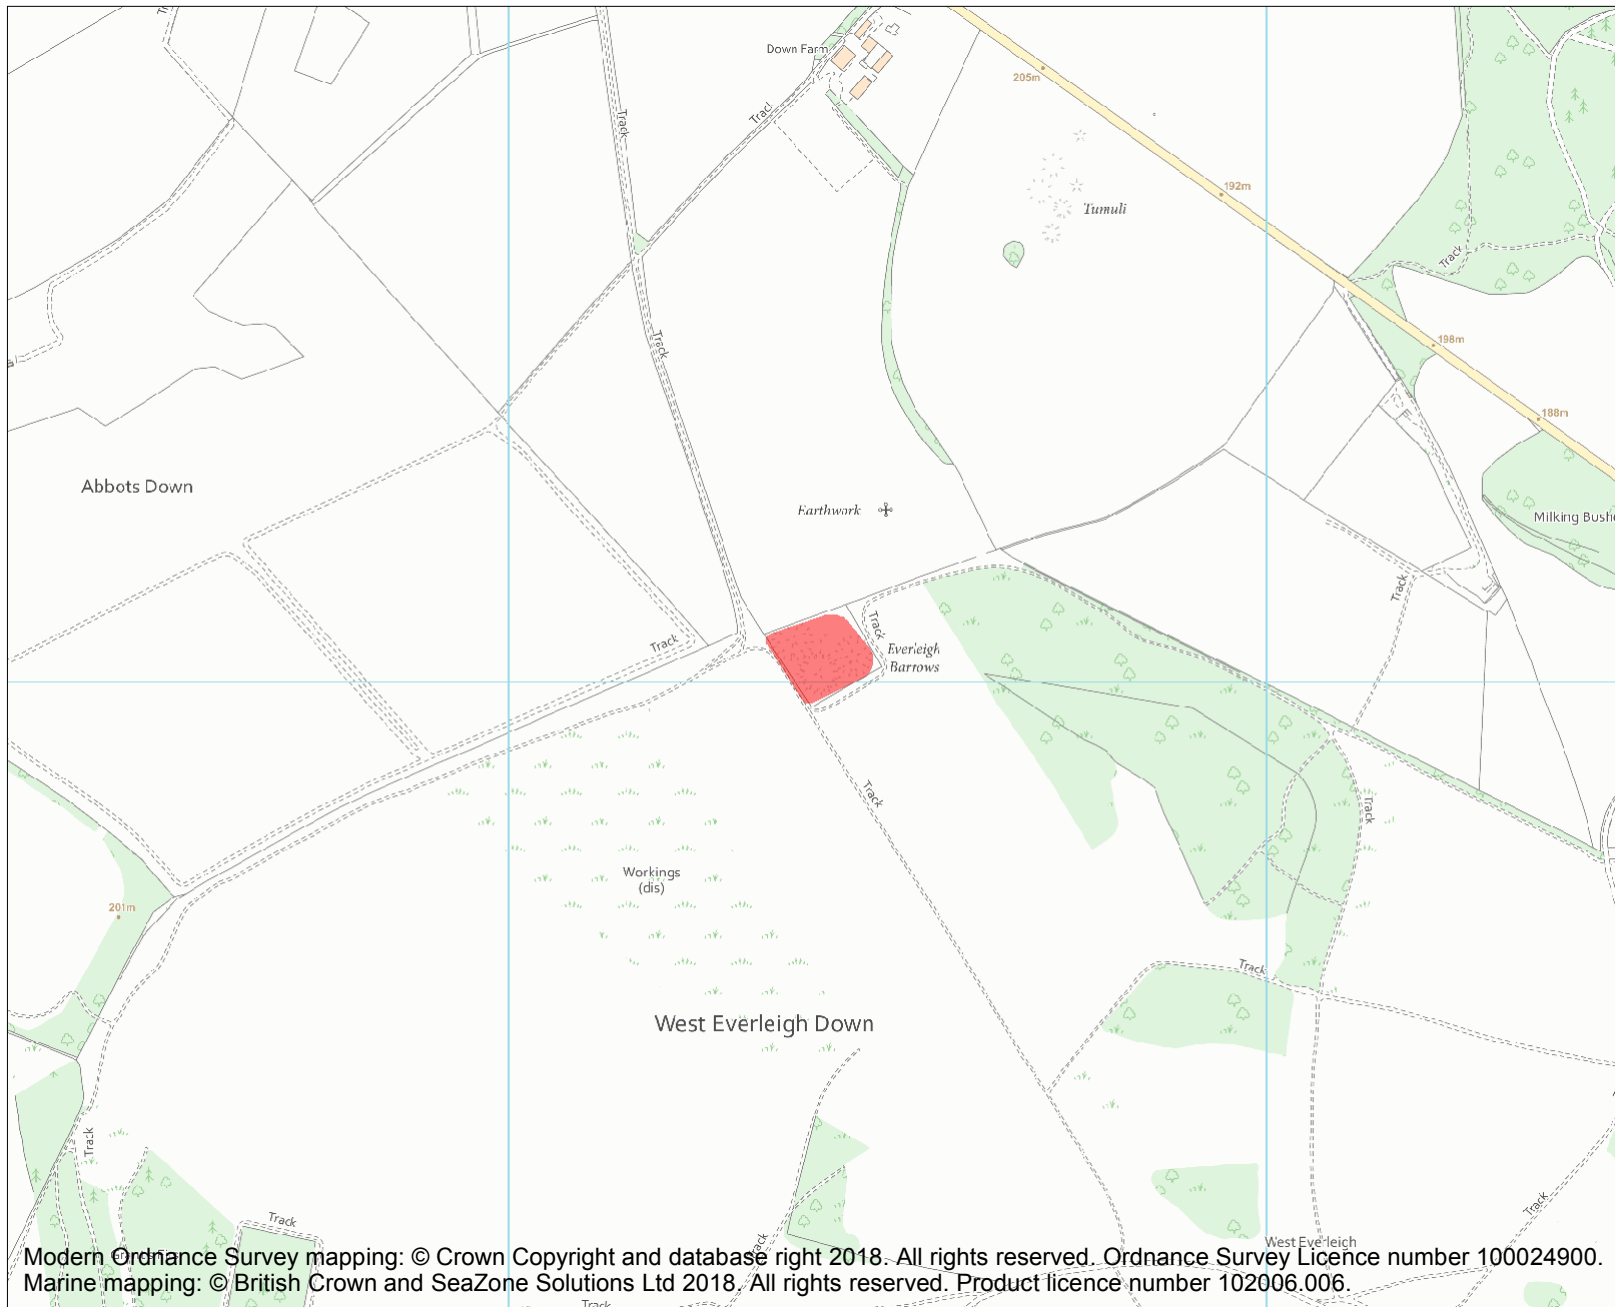 Down Farm
Track
205m
Track
192m
Tumuli
Track
Track
198m
188m
Abbots Down
Earthwork
Milking Bushe
Track
Track
Track
Everleigh
Barrows
Track
Track
Workings
(dis)
201m
Track
West Everleigh Down
Track
Track
Track
West Everleigh
Track
Modern Ordnance Survey mapping: © Crown Copyright and database right 2018. All rights reserved. Ordnance Survey Licence number 100024900.
Marine mapping: © British Crown and SeaZone Solutions Ltd 2018. All rights reserved. Product licence number 102006.006.
Track